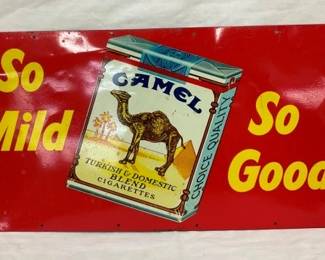 So
Mild
CAMEL
TURKISH & DOMESTIC
BLEND
CIGARETTES
CHOICE QUALITY
So
Good